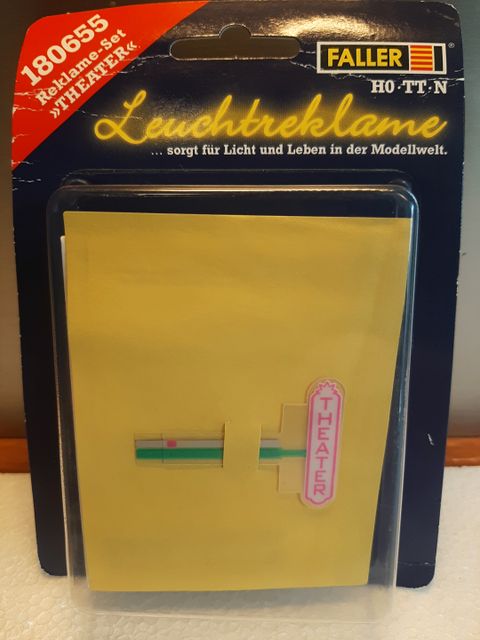 180655
Reklame-Set
»THEATER«
FALLER
®
H0·TT·N
Leuchtreklame
... sorgt für Licht und Leben in der Modellwelt.
THEATER